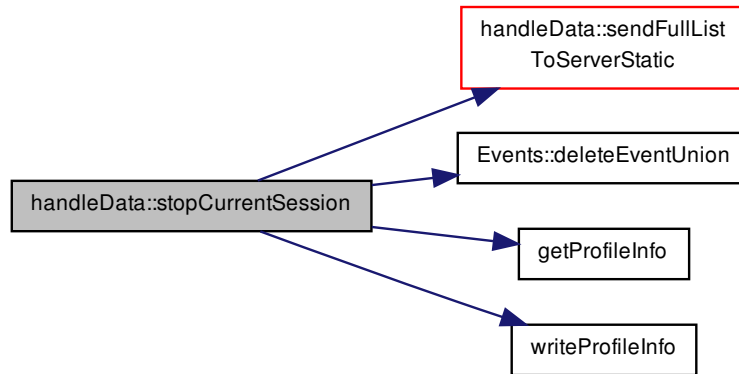 handleData::sendFullList
ToServerStatic
Events::deleteEventUnion
handleData::stopCurrentSession
getProfileInfo
writeProfileInfo